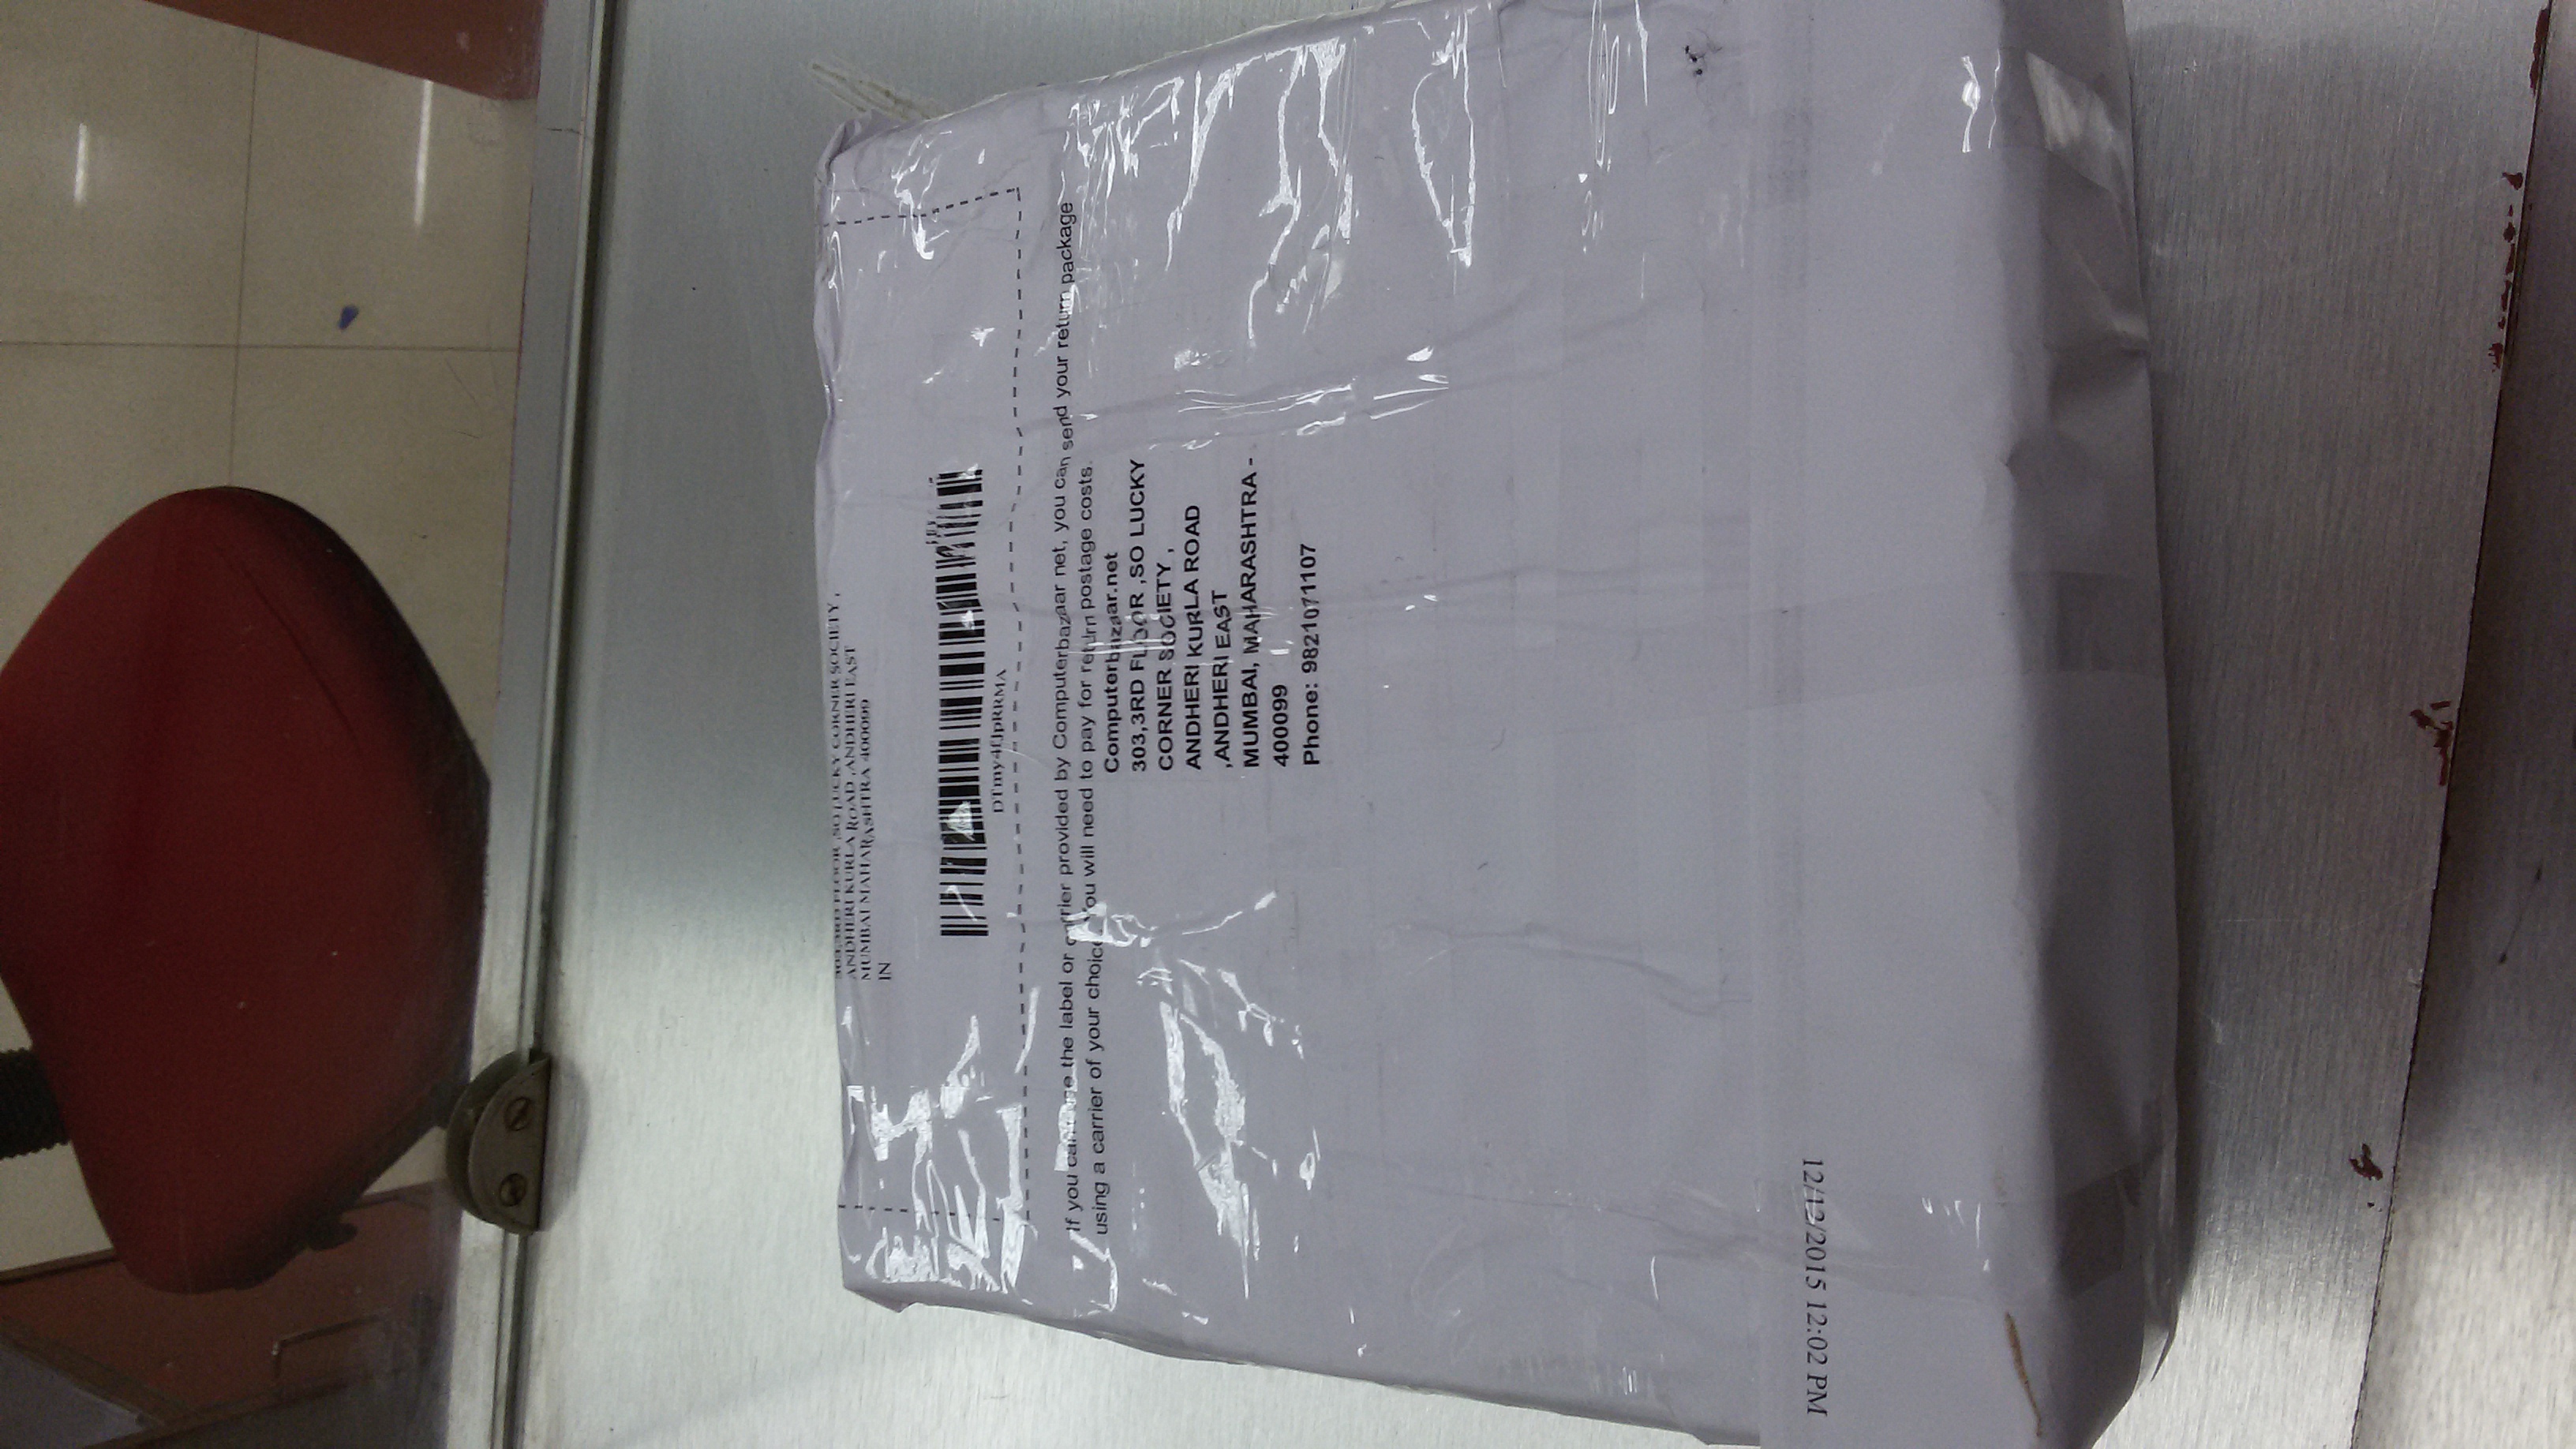 303,3RD FLOOR ,SO LUCKY CORNER SOCIETY ,
ANDHERI KURLA ROAD ,ANDHERI EAST
MUMBAI MAHARASHTRA 400099
IN
DTmy4fJpRRMA
If you can't use the label or carrier provided by Computerbazaar net, you can send your return package
using a carrier of your choice. You will need to pay for return postage costs.
Computerbazaar.net
303,3RD FLOOR ,SO LUCKY
CORNER SOCIETY ,
ANDHERI KURLA ROAD
,ANDHERI EAST
MUMBAI, MAHARASHTRA -
400099
Phone: 9821071107
12/12/2015 12:02 PM